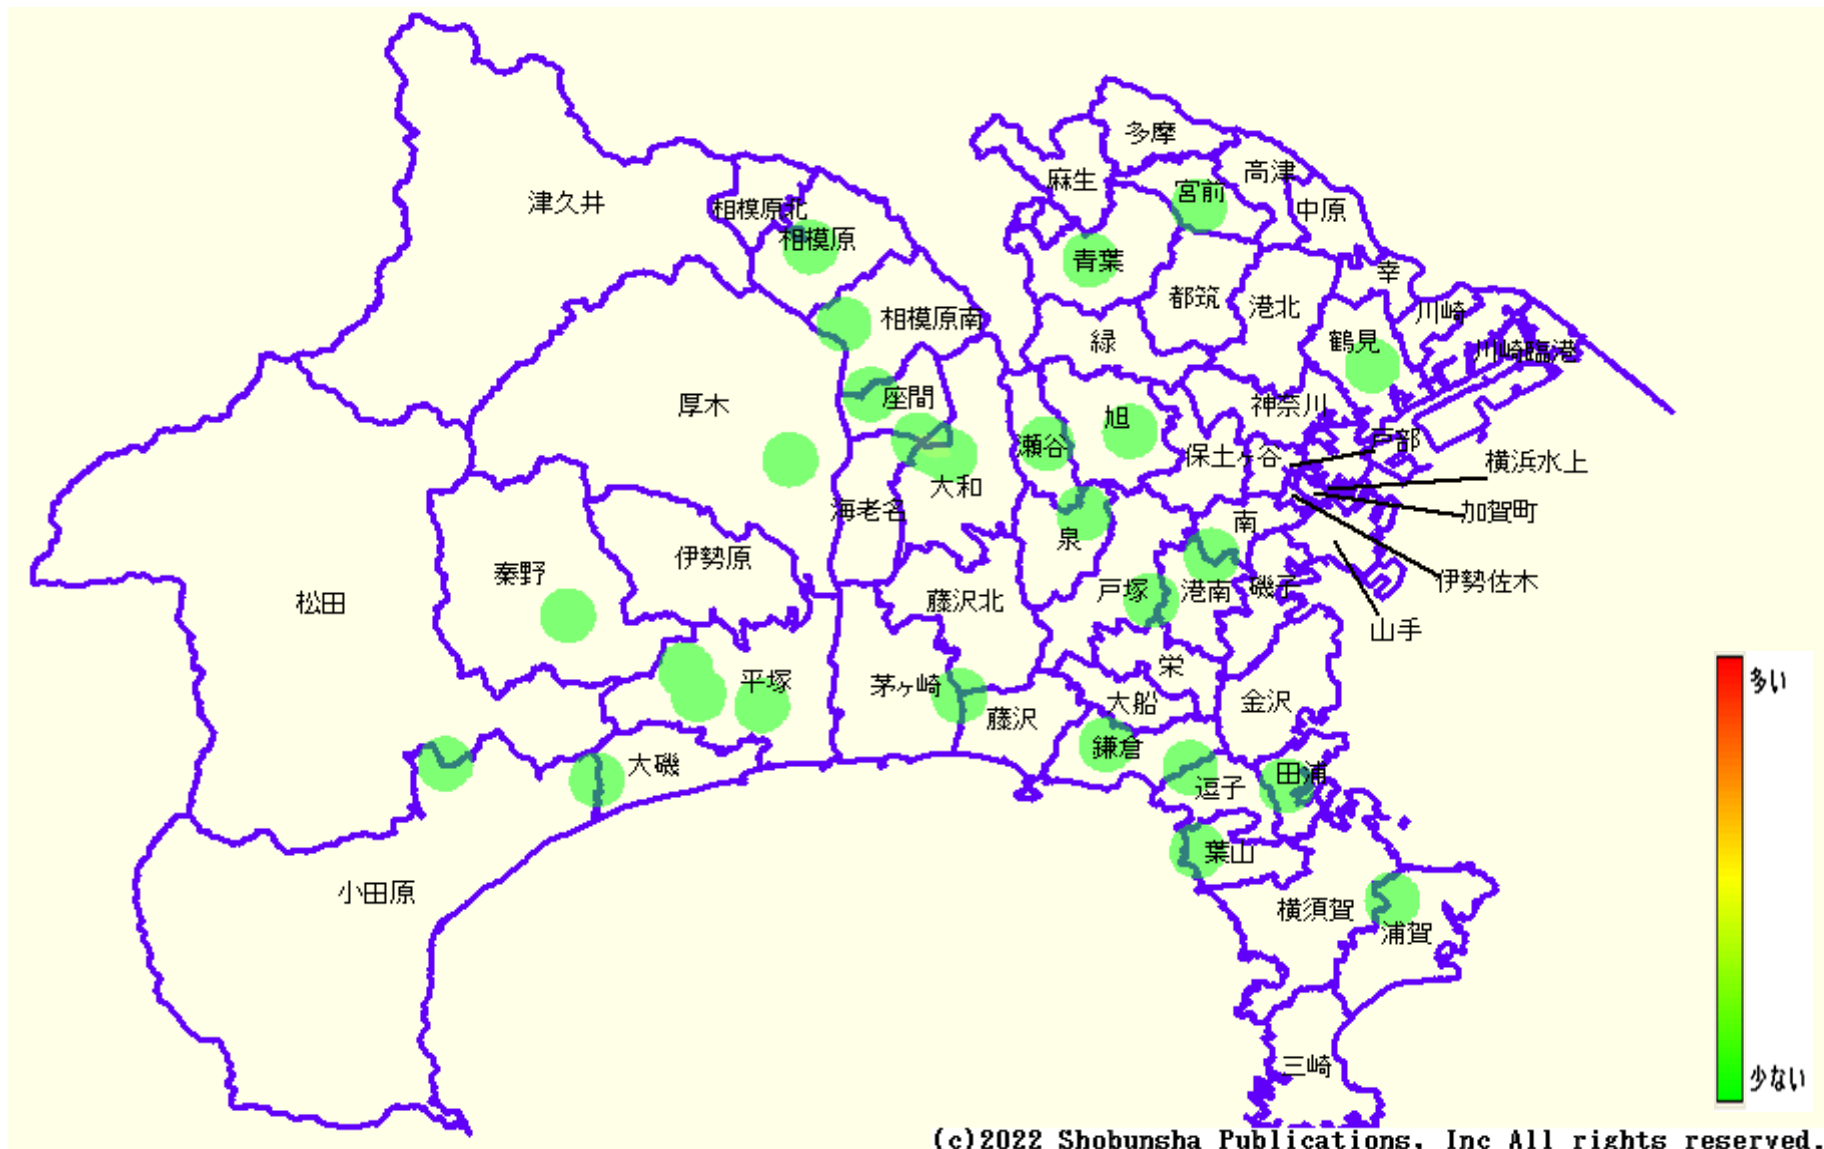 多摩
高津
麻生
宮前
津久井
相模原北
中原
相模原
青葉
幸
都筑
港北
川崎
相模原南
緑
鶴見
川崎臨港
座間
厚木
神奈川
旭
戸部
瀬谷
保土ヶ谷
横浜水上
大和
海老名
加賀町
南
泉
伊勢原
秦野
伊勢佐木
戸塚
港南
磯子
松田
藤沢北
山手
栄
平塚
茅ヶ崎
多い
大船
金沢
藤沢
鎌倉
大磯
田浦
逗子
葉山
小田原
横須賀
浦賀
三崎
少ない
(c)2022 Shobunsha Publications, Inc All rights reserved.